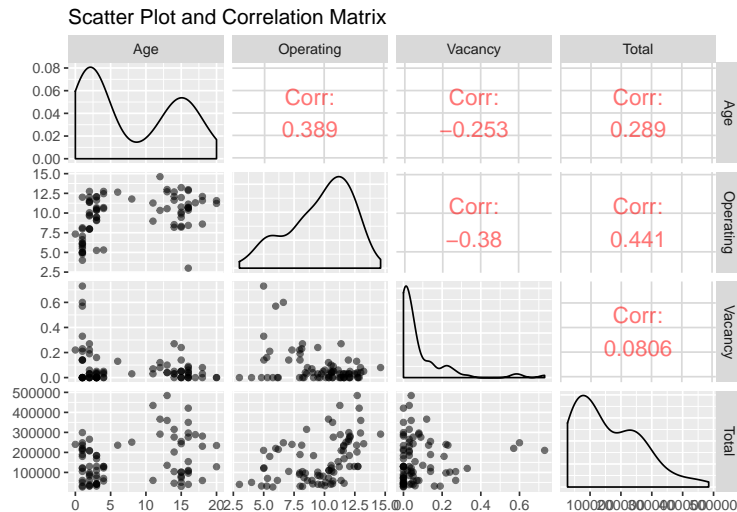 Scatter Plot and Correlation Matrix
Age Operating Vacancy Total
0.08
0.06
0.04
0.02
0.00
Corr:
0.389
Corr:
−0.253
Corr:
0.289
Age
15.0
12.5
10.0
7.5
5.0
2.5
Corr:
−0.38
Corr:
0.441
Operating
0.6
0.4
0.2
0.0
Corr:
0.0806
Vacancy
500000
400000
300000
200000
100000
Total
0 5 10 15 20
2.5 5.0 7.5 10.0 12.5 15.0
0.0 0.2 0.4 0.6
100000 200000 300000 400000 500000